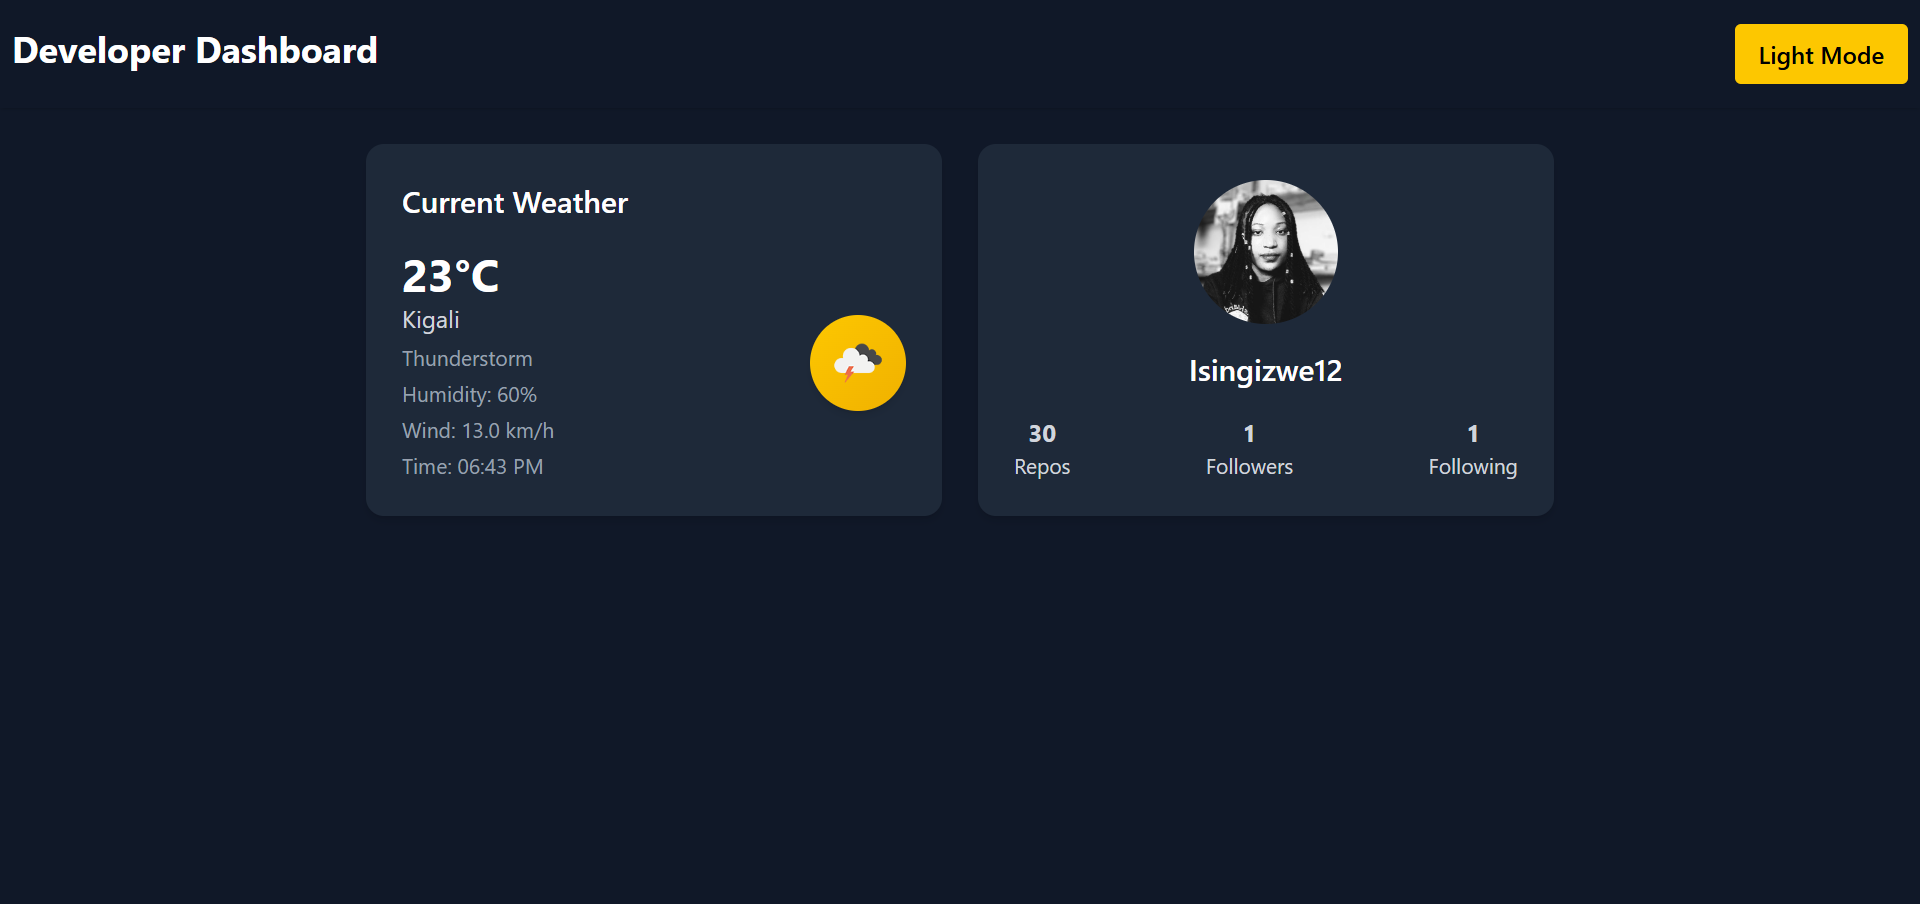 Developer Dashboard
Light Mode
Current Weather
23°C
Kigali
Thunderstorm
Humidity: 60%
Wind: 13.0 km/h
Time: 06:43 PM
Isingizwe12
30
Repos
1
Followers
1
Following